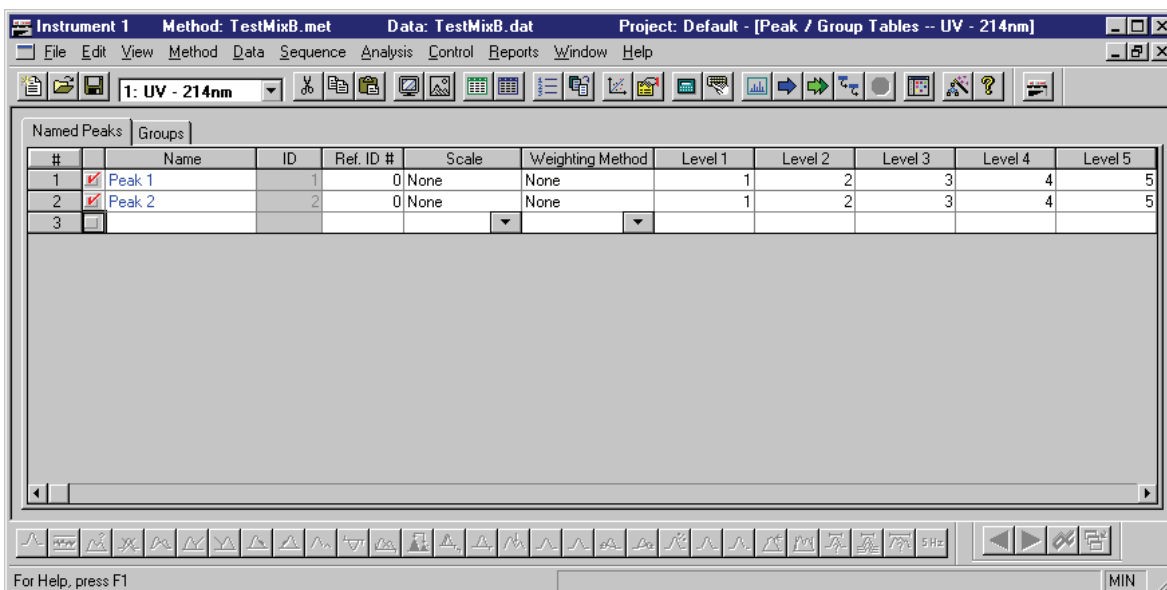 Instrument 1 Method: TestMixB.met Data: TestMixB.dat Project: Default - [Peak / Group Tables -- UV - 214nm]
File Edit View Method Data Sequence Analysis Control Reports Window Help
1: UV - 214nm
Named Peaks Groups
# Name ID Ref. ID # Scale Weighting Method Level 1 Level 2 Level 3 Level 4 Level 5
1 Peak 1 1 0 None None 1 2 3 4 5
2 Peak 2 2 0 None None 1 2 3 4 5
3
5Hz
For Help, press F1 MIN